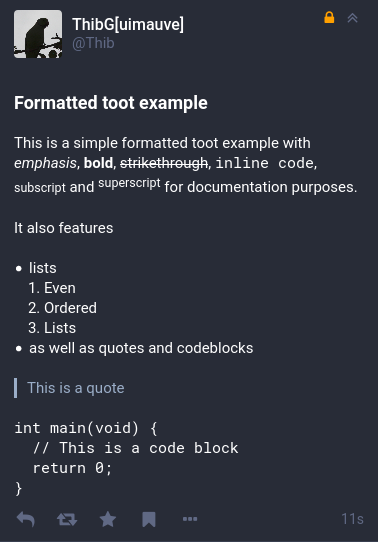 ThibG[uimauve]
@Thib
Formatted toot example
This is a simple formatted toot example with
emphasis, bold, strikethrough, inline code,
subscript and superscript for documentation purposes.
It also features
• lists
1. Even
2. Ordered
3. Lists
• as well as quotes and codeblocks
This is a quote
int main(void) {
  // This is a code block
  return 0;
}
11s